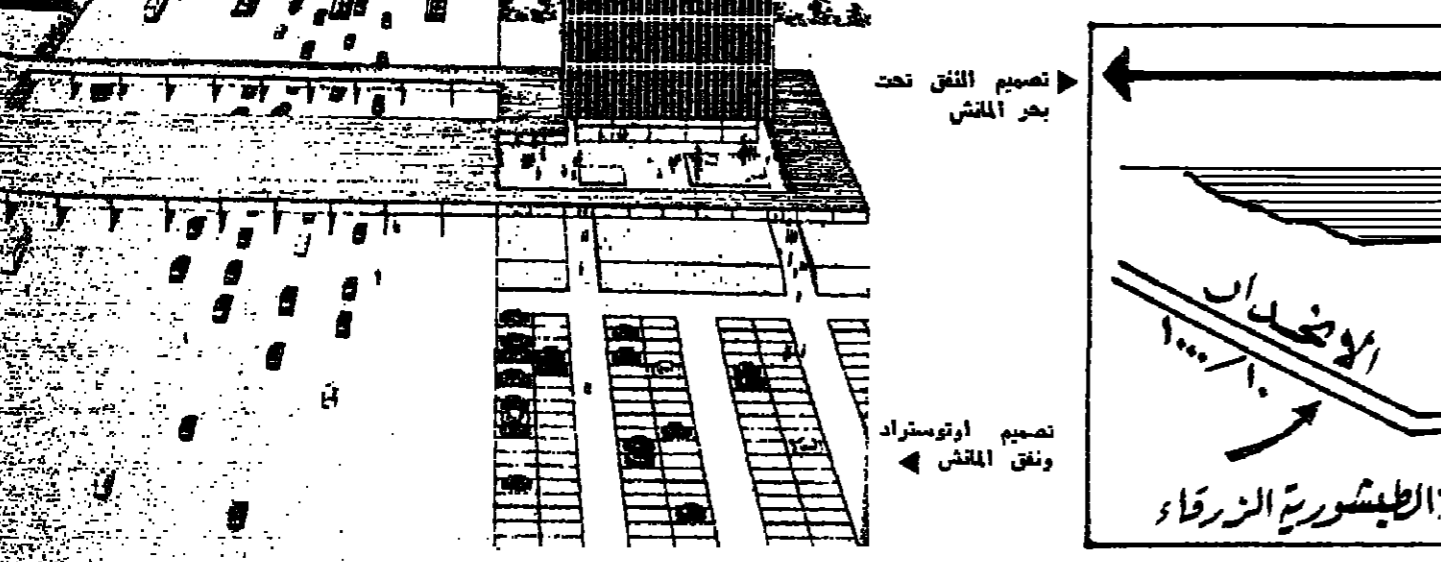 تصميم النفق تحت
بحر المانش
تصميم اوتوستراد
ونفق المانش
الانحدار
١٠/١٠٠٠
الطبشورية الزرقاء